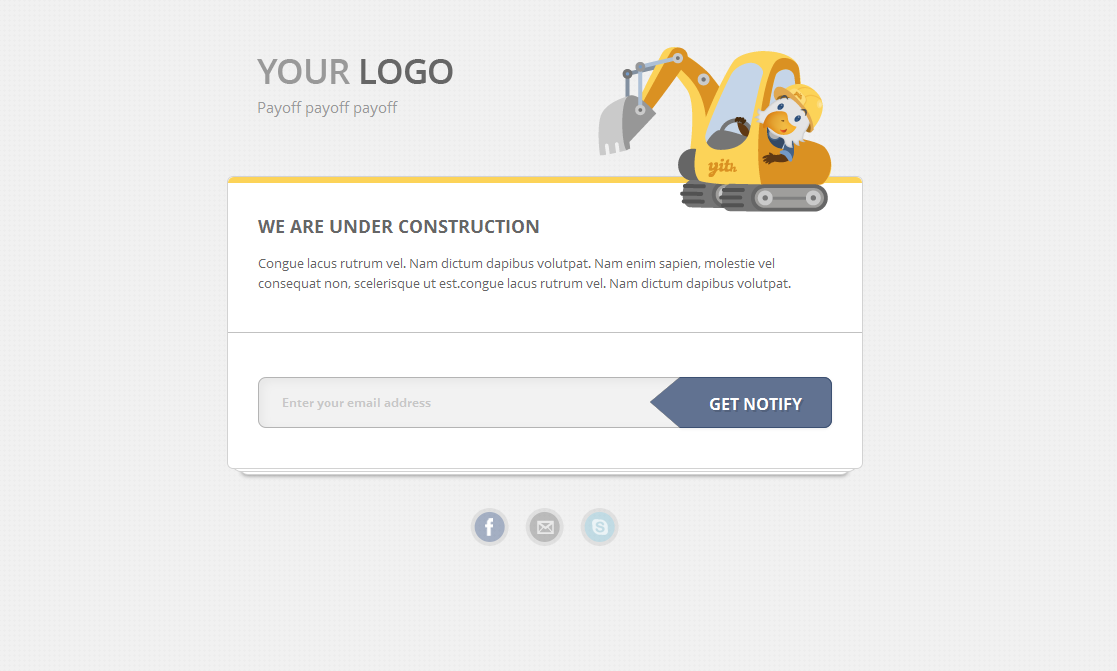 YOUR LOGO
Payoff payoff payoff
yith
WE ARE UNDER CONSTRUCTION
Congue lacus rutrum vel. Nam dictum dapibus volutpat. Nam enim sapien, molestie vel
consequat non, scelerisque ut est.congue lacus rutrum vel. Nam dictum dapibus volutpat.
Enter your email address
GET NOTIFY